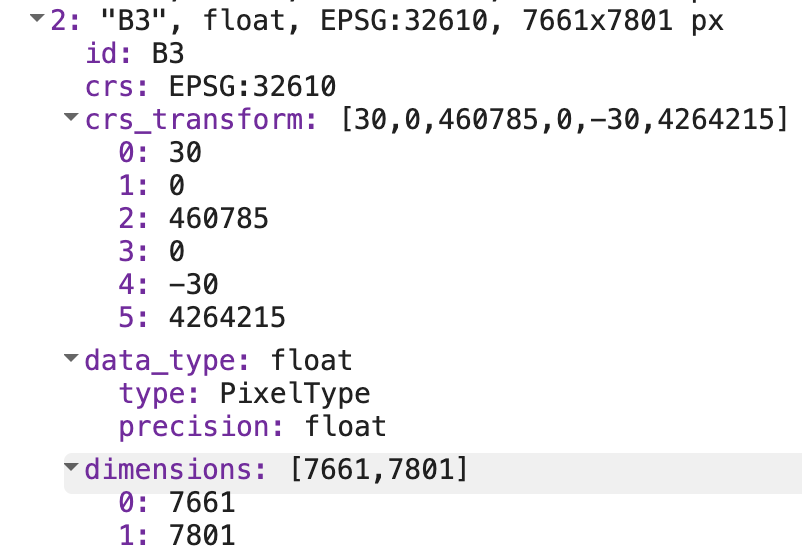 2: "B3", float, EPSG:32610, 7661x7801 px
id: B3
crs: EPSG:32610
crs_transform: [30,0,460785,0,-30,4264215]
0: 30
1: 0
2: 460785
3: 0
4: -30
5: 4264215
data_type: float
type: PixelType
precision: float
dimensions: [7661,7801]
0: 7661
1: 7801